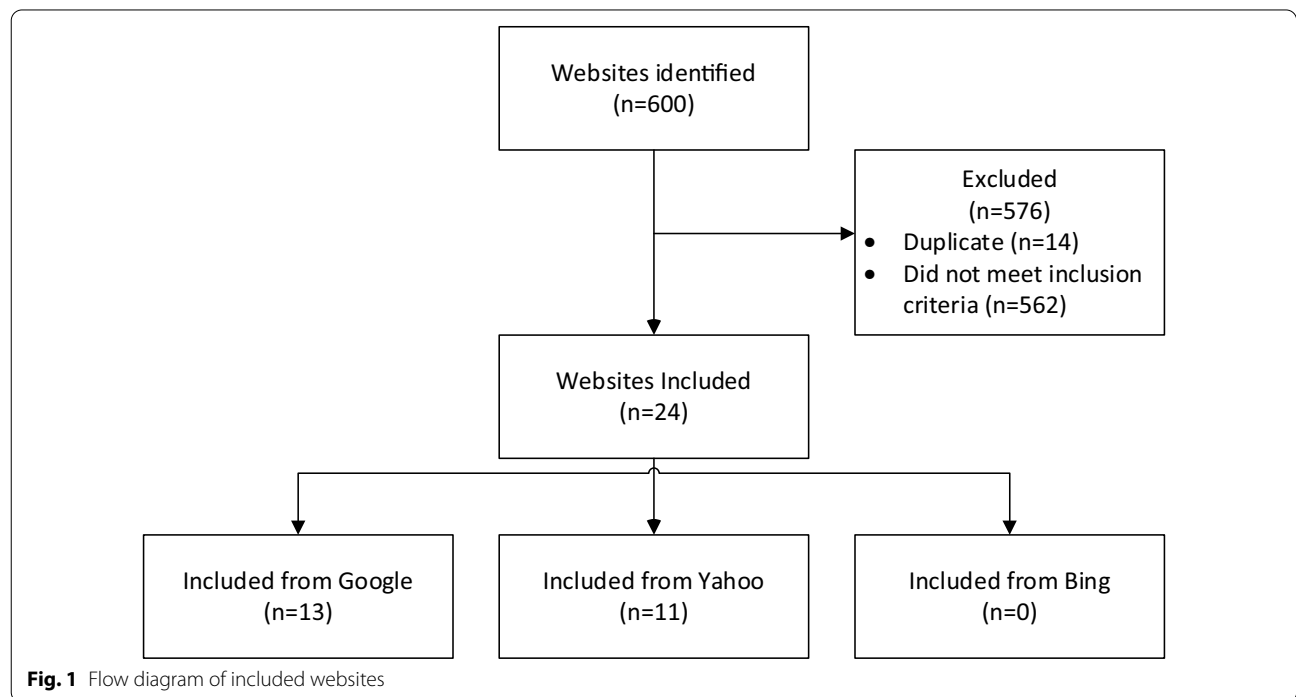 Websites identified
(n=600)
Excluded
(n=576)
• Duplicate (n=14)
• Did not meet inclusion
criteria (n=562)
Websites Included
(n=24)
Included from Google
(n=13)
Included from Yahoo
(n=11)
Included from Bing
(n=0)
Fig. 1 Flow diagram of included websites